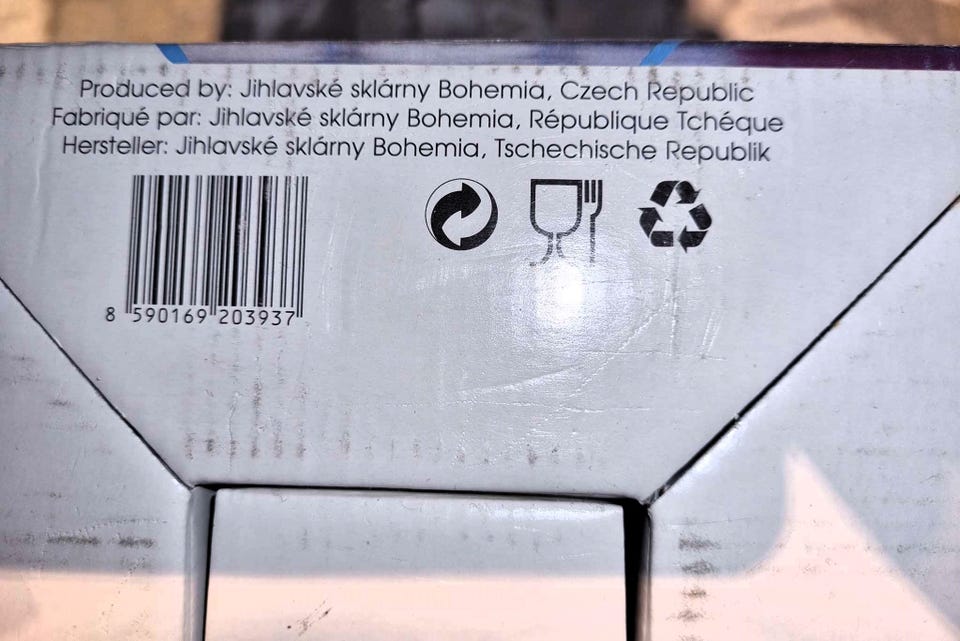 Produced by: Jihlavské sklárny Bohemia, Czech Republic
Fabriqué par: Jihlavské sklárny Bohemia, République Tchéque
Hersteller: Jihlavské sklárny Bohemia, Tschechische Republik
8 590169 203937